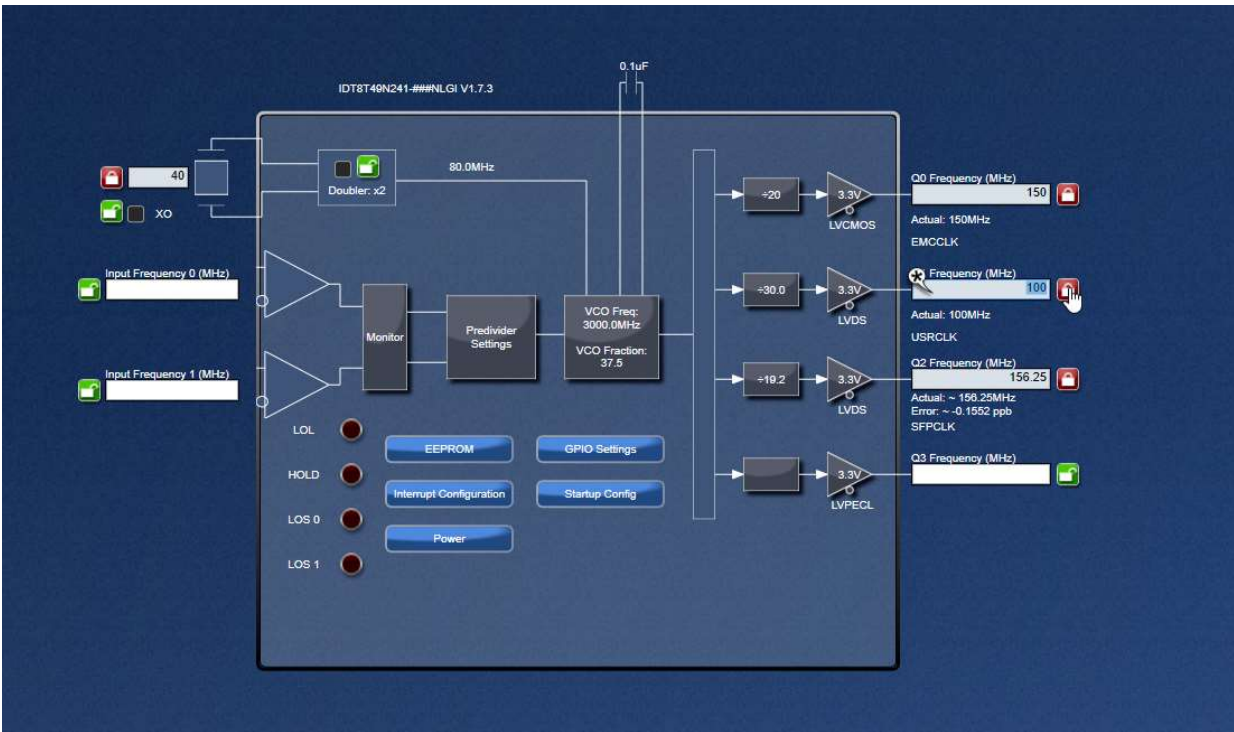 0.1uF
IDT8T49N241-###NLGI V1.7.3
40
XO
Doubler: x2
80.0MHz
Input Frequency 0 (MHz)
Input Frequency 1 (MHz)
Monitor
Predivider
Settings
VCO Freq:
3000.0MHz
VCO Fraction:
37.5
÷20
3.3V
LVCMOS
Q0 Frequency (MHz)
150
Actual: 150MHz
EMCCLK
÷30.0
3.3V
LVDS
Frequency (MHz)
100
Actual: 100MHz
USRCLK
÷19.2
3.3V
LVDS
Q2 Frequency (MHz)
156.25
Actual: ~ 156.25MHz
Error: ~ -0.1552 ppb
SFPCLK
3.3V
LVPECL
Q3 Frequency (MHz)
LOL
HOLD
LOS 0
LOS 1
EEPROM
GPIO Settings
Interrupt Configuration
Startup Config
Power